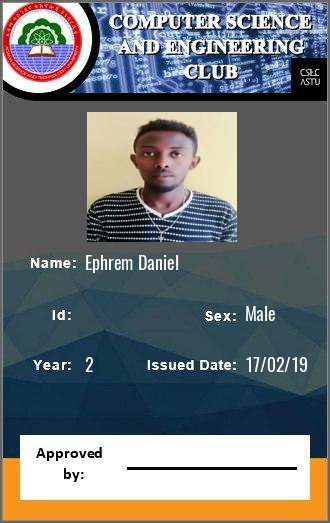 COMPUTER SCIENCE
AND ENGINEERING
CLUB
CSEC
ASTU
Name: Ephrem Daniel
Id:
Sex: Male
Year: 2
Issued Date: 17/02/19
Approved
by: